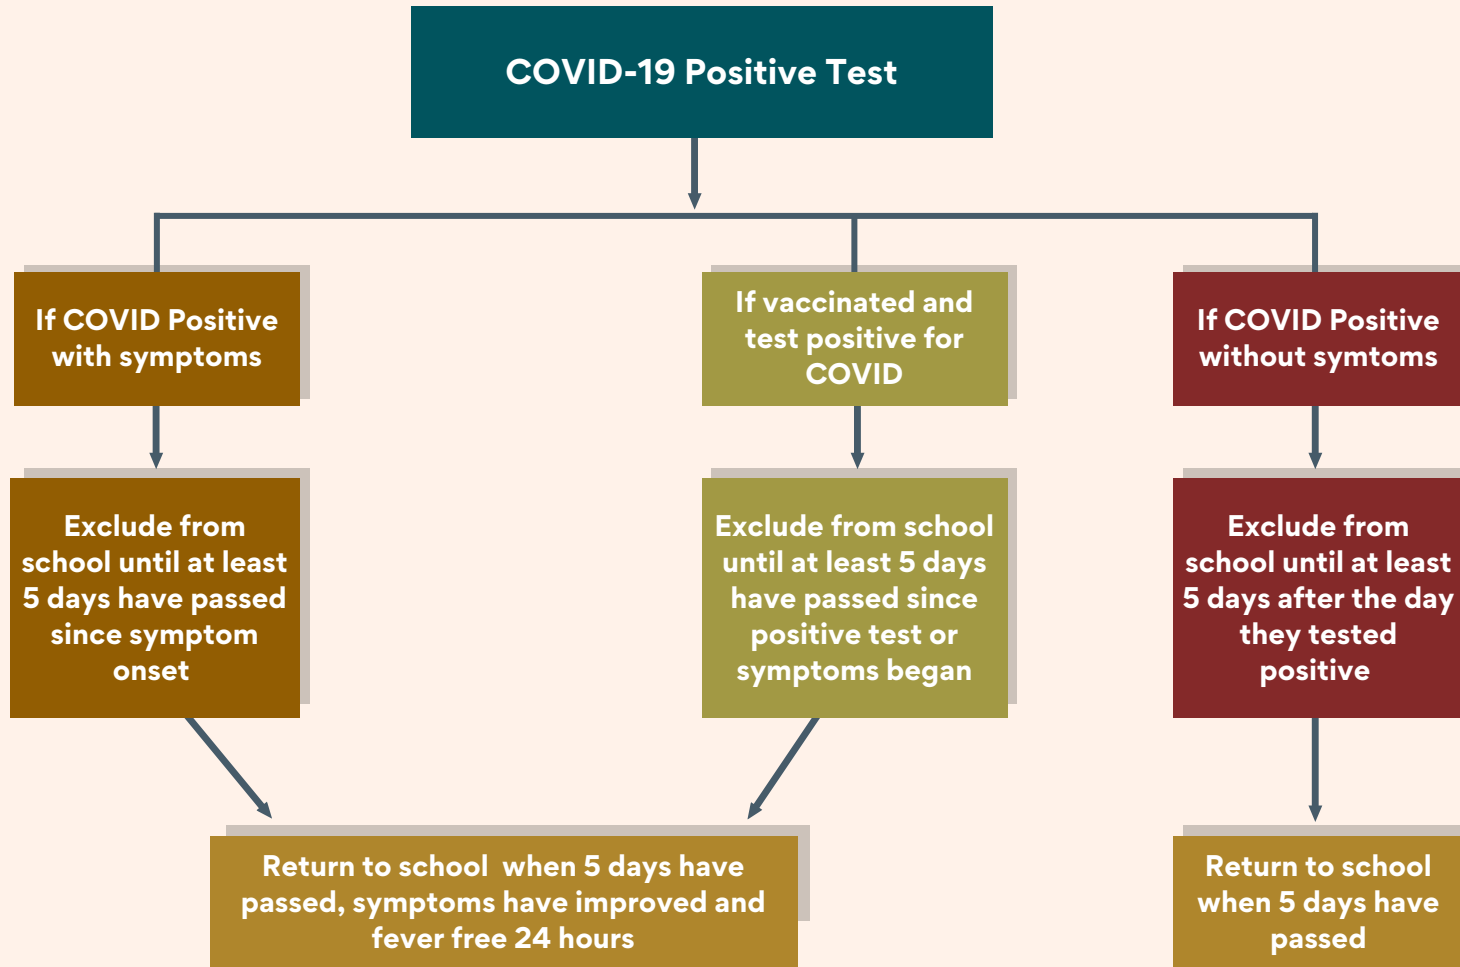 COVID-19 Positive Test
If COVID Positive
with symptoms
If vaccinated and
test positive for
COVID
If COVID Positive
without symtoms
Exclude from
school until at least
5 days have passed
since symptom
onset
Exclude from school
until at least 5 days
have passed since
positive test or
symptoms began
Exclude from
school until at least
5 days after the day
they tested
positive
Return to school when 5 days have
passed, symptoms have improved and
fever free 24 hours
Return to school
when 5 days have
passed